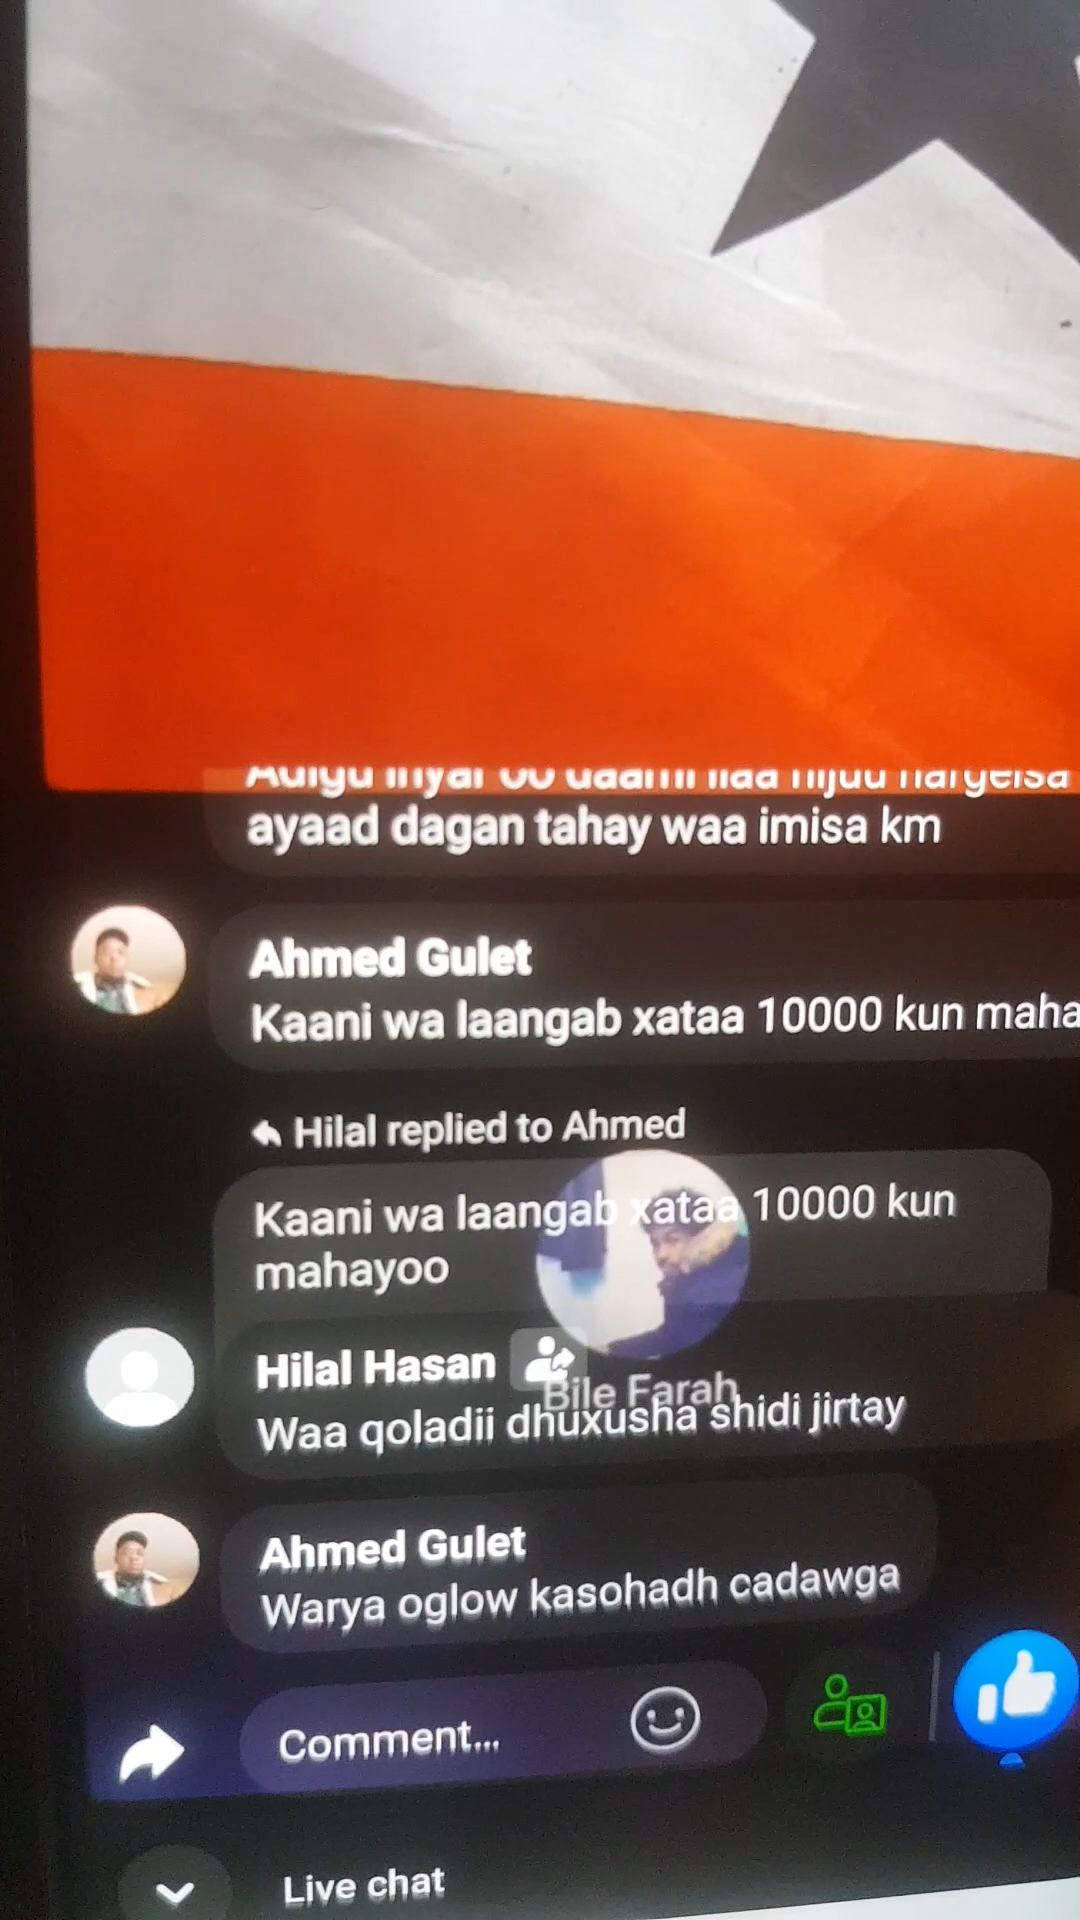 ayaad dagan tahay waa imisa km
Ahmed Gulet
Kaani wa laangab xataa 10000 kun maha
Hilal replied to Ahmed
Kaani wa laangab xataa 10000 kun
mahayoo
Hilal Hasan
Bile Farah
Waa qoladii dhuxusha shidi jirtay
Ahmed Gulet
Warya oglow kasohadh cadawga
Comment...
Live chat